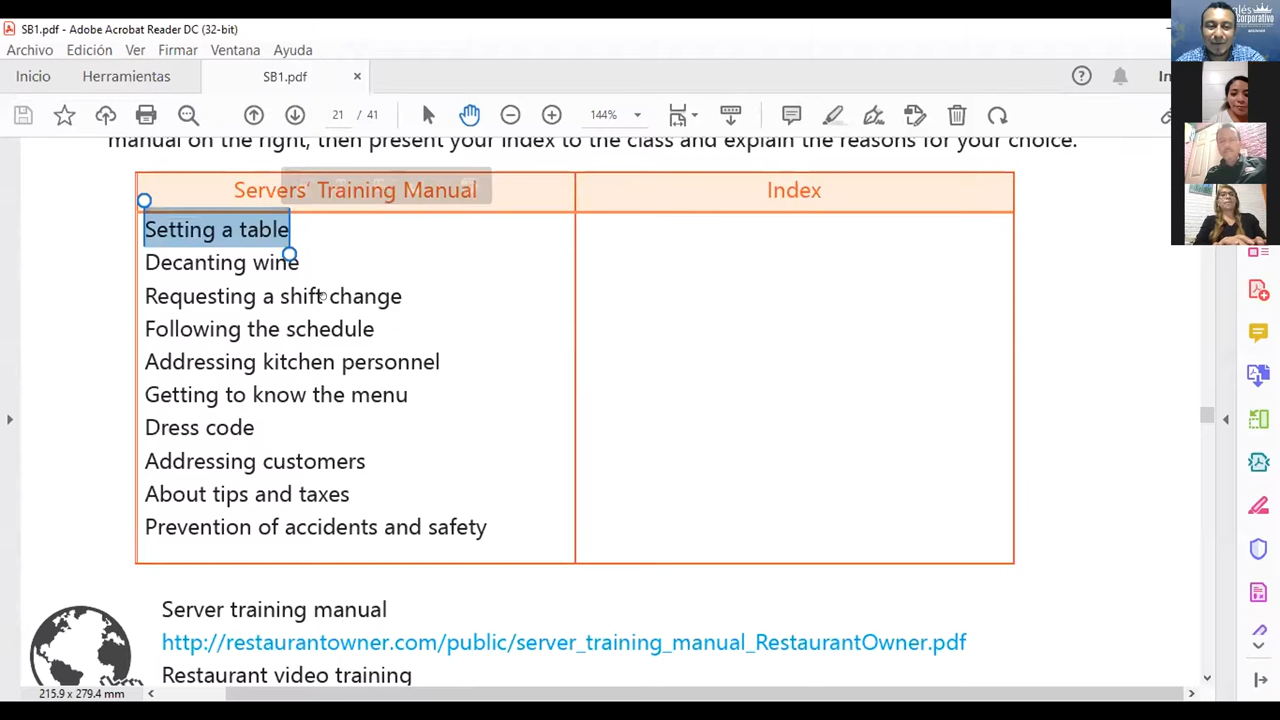 SB1.pdf - Adobe Acrobat Reader DC (32-bit)
Archivo Edición Ver Firmar Ventana Ayuda
Inicio Herramientas SB1.pdf × In
21 / 41 144%
manual on the right, then present your index to the class and explain the reasons for your choice.
Servers' Training Manual Index
Setting a table
Decanting wine
Requesting a shift change
Following the schedule
Addressing kitchen personnel
Getting to know the menu
Dress code
Addressing customers
About tips and taxes
Prevention of accidents and safety
Server training manual
http://restaurantowner.com/public/server_training_manual_RestaurantOwner.pdf
Restaurant video training
215.9 x 279.4 mm